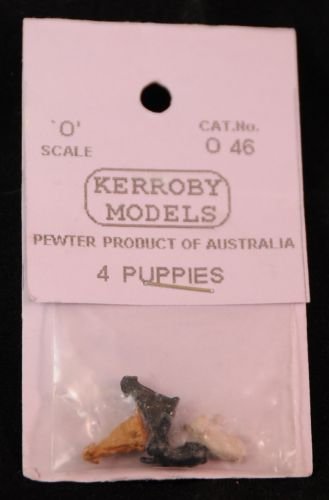 'O'
SCALE
CAT.No.
O 46
KERROBY
MODELS
PEWTER PRODUCT OF AUSTRALIA
4 PUPPIES